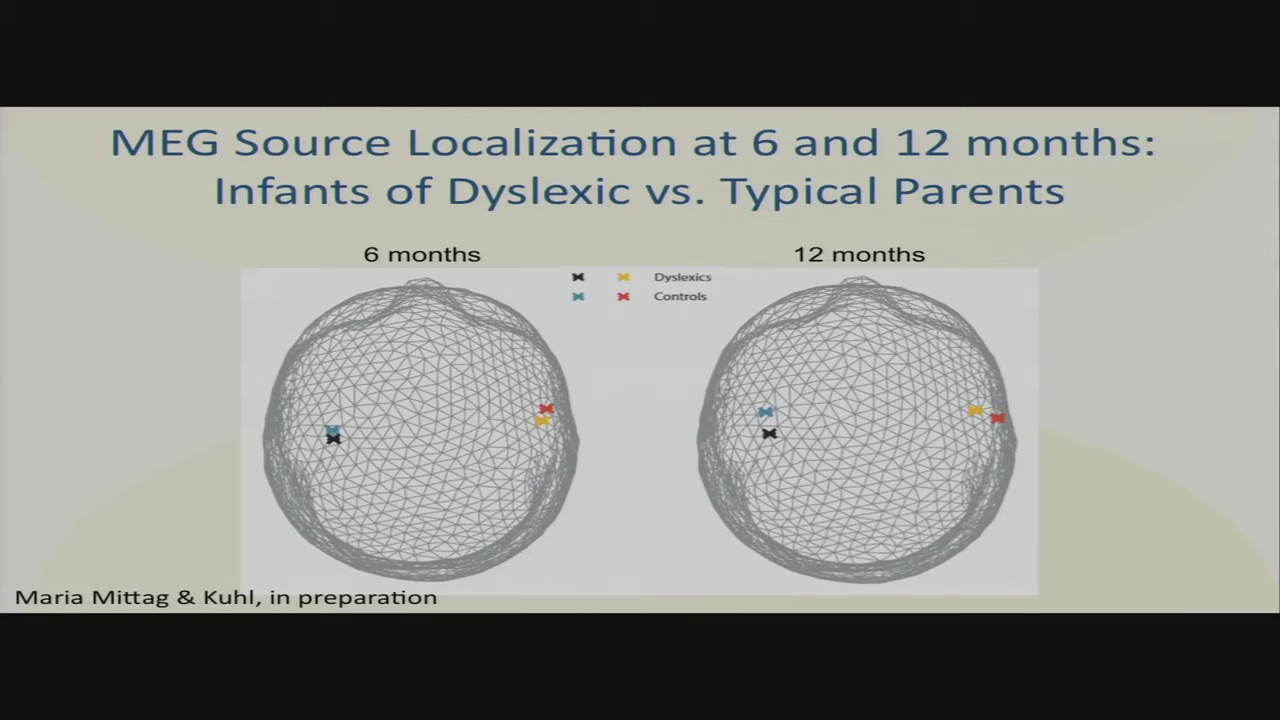 MEG Source Localization at 6 and 12 months:
Infants of Dyslexic vs. Typical Parents
6 months
12 months
Dyslexics
Controls
Maria Mittag & Kuhl, in preparation